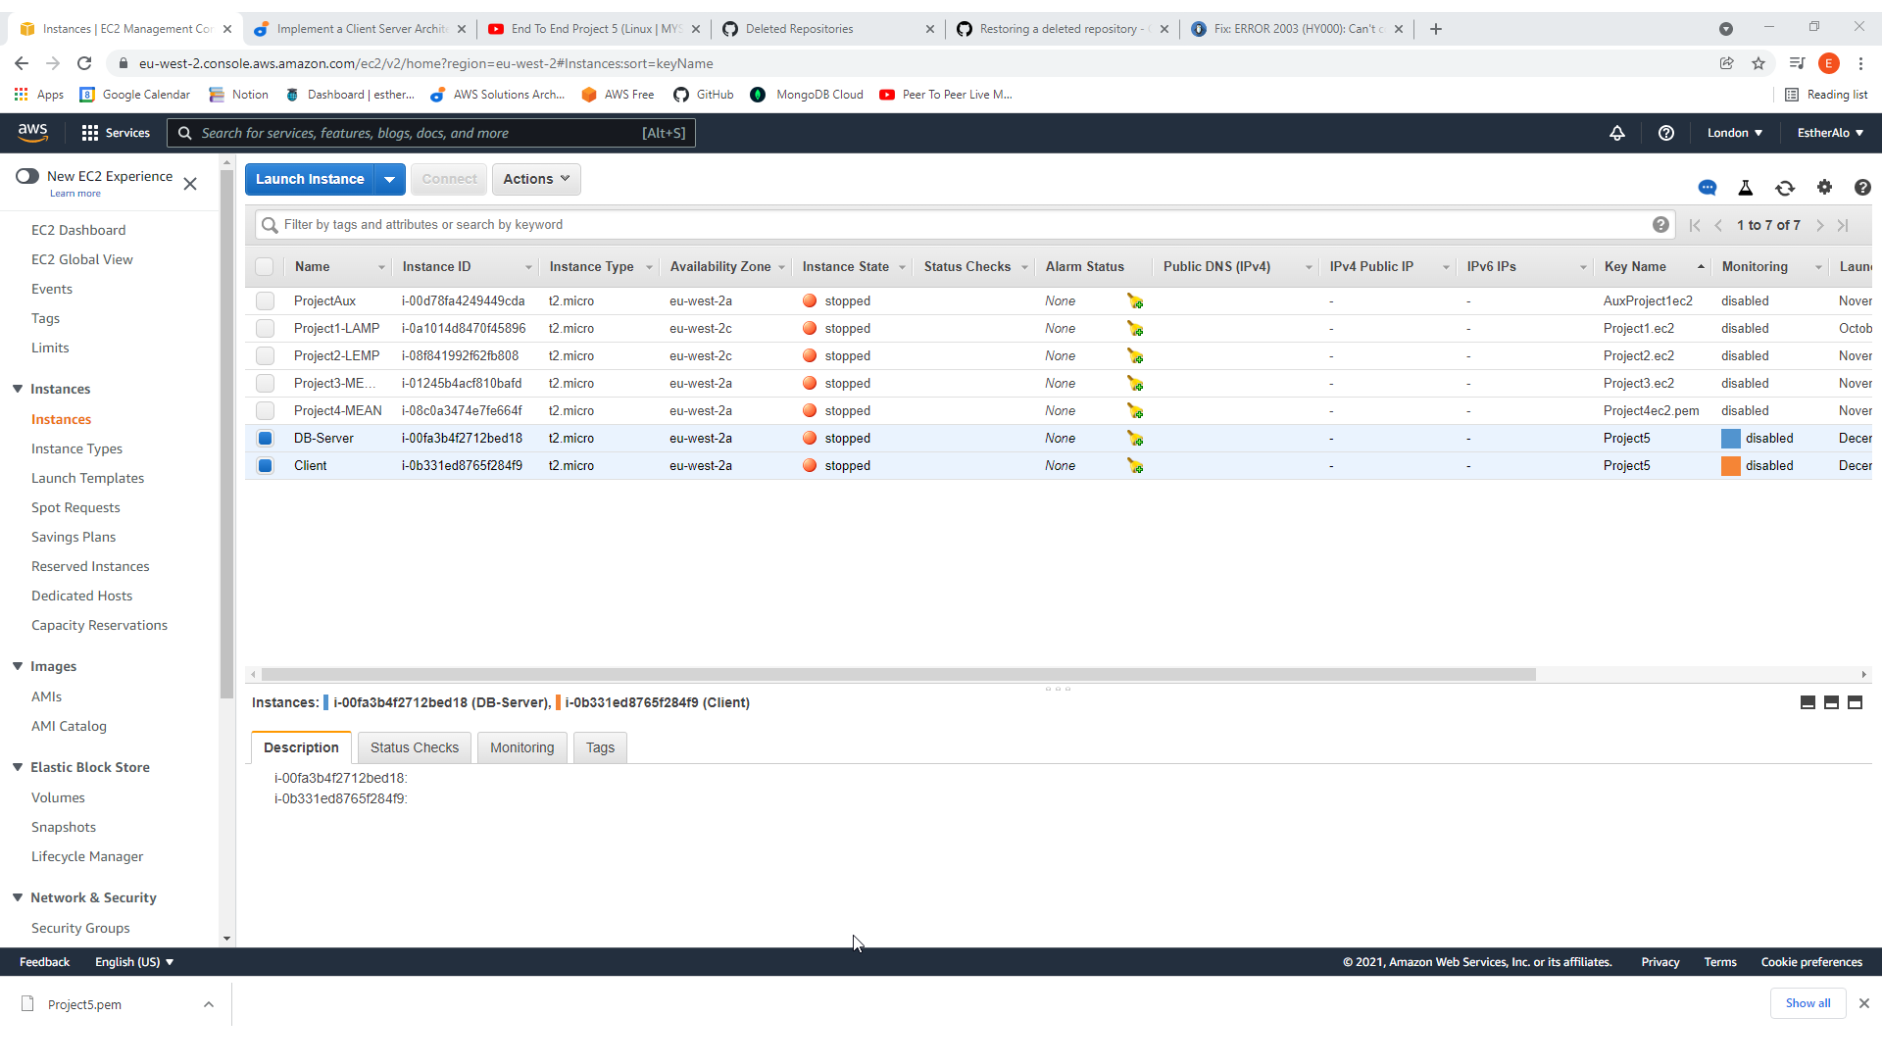 Instances | EC2 Management Con
Implement a Client Server Archite
End To End Project 5 (Linux | MYS
Deleted Repositories
Restoring a deleted repository -
Fix: ERROR 2003 (HY000): Can't c
eu-west-2.console.aws.amazon.com/ec2/v2/home?region=eu-west-2#Instances:sort=keyName
E
Apps
8 Google Calendar
Notion
Dashboard | esther...
AWS Solutions Arch...
AWS Free
GitHub
MongoDB Cloud
Peer To Peer Live M...
Reading list
aws
Services
Search for services, features, blogs, docs, and more [Alt+S]
London
EstherAlo
New EC2 Experience
Learn more
EC2 Dashboard
EC2 Global View
Events
Tags
Limits
Instances
Instances
Instance Types
Launch Templates
Spot Requests
Savings Plans
Reserved Instances
Dedicated Hosts
Capacity Reservations
Images
AMIs
AMI Catalog
Elastic Block Store
Volumes
Snapshots
Lifecycle Manager
Network & Security
Security Groups
Launch Instance
Connect
Actions
Filter by tags and attributes or search by keyword
1 to 7 of 7
Name Instance ID Instance Type Availability Zone Instance State Status Checks Alarm Status Public DNS (IPv4) IPv4 Public IP IPv6 IPs Key Name Monitoring Laun
ProjectAux i-00d78fa4249449cda t2.micro eu-west-2a stopped None - - AuxProject1ec2 disabled Nover
Project1-LAMP i-0a1014d8470f45896 t2.micro eu-west-2c stopped None - - Project1.ec2 disabled Octob
Project2-LEMP i-08f841992f62fb808 t2.micro eu-west-2c stopped None - - Project2.ec2 disabled Nover
Project3-ME... i-01245b4acf810bafd t2.micro eu-west-2a stopped None - - Project3.ec2 disabled Nover
Project4-MEAN i-08c0a3474e7fe664f t2.micro eu-west-2a stopped None - - Project4ec2.pem disabled Nover
DB-Server i-00fa3b4f2712bed18 t2.micro eu-west-2a stopped None - - Project5 disabled Decer
Client i-0b331ed8765f284f9 t2.micro eu-west-2a stopped None - - Project5 disabled Decer
Instances: i-00fa3b4f2712bed18 (DB-Server), i-0b331ed8765f284f9 (Client)
Description
Status Checks
Monitoring
Tags
i-00fa3b4f2712bed18:
i-0b331ed8765f284f9:
Feedback
English (US)
© 2021, Amazon Web Services, Inc. or its affiliates.
Privacy
Terms
Cookie preferences
Project5.pem
Show all